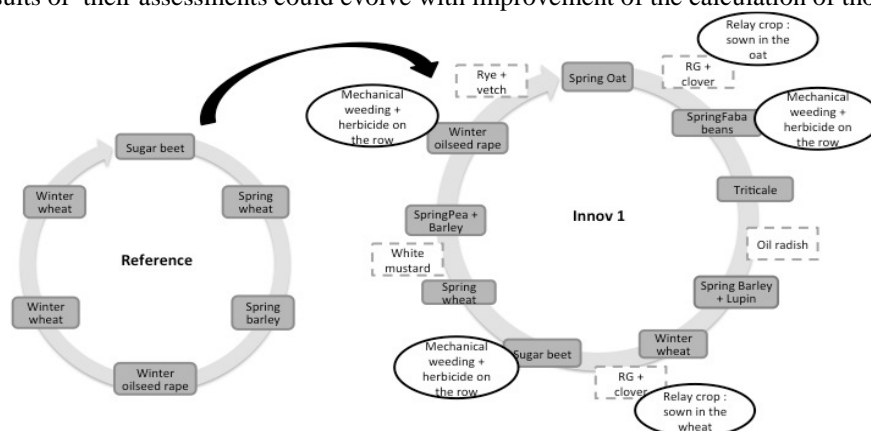 sults of their assessments could evolve with improvement of the calculation of tho
Relay crop :
sown in the
oat
Rye +
vetch
Spring Oat
RG +
clover
Mechanical
weeding +
herbicide on
the row
Mechanical
weeding +
herbicide on
the row
Winter
oilseed rape
SpringFaba
beans
Sugar beet
Triticale
Winter
wheat
Spring
wheat
SpringPea +
Barley
Innov 1
Reference
White
mustard
Oil radish
Spring
wheat
Spring Barley
+ Lupin
Winter
wheat
Spring
barley
Mechanical
weeding +
herbicide on
the row
Sugar beet
Winter
wheat
Winter
oilseed rape
RG +
clover
Relay crop :
sown in the
wheat